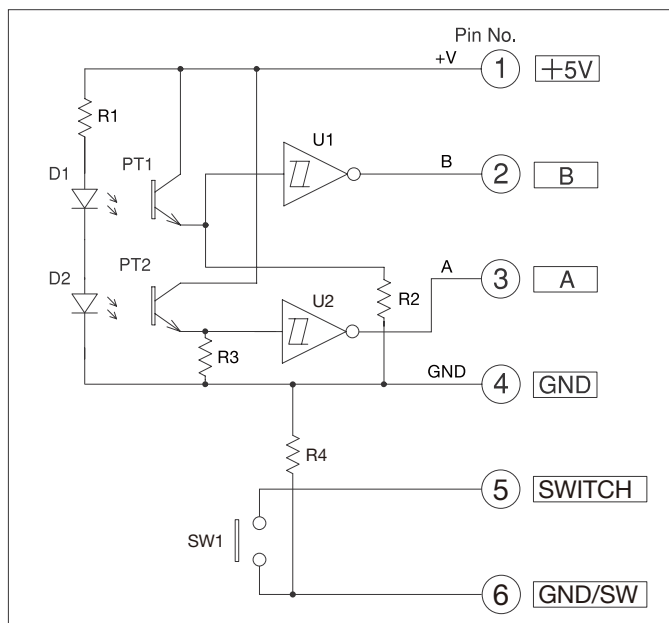 Pin No.
+V 1 +5V
R1
U1
D1 PT1 B 2 B
D2 PT2 A 3 A
U2 R2
R3
GND 4 GND
R4
5 SWITCH
SW1
6 GND/SW